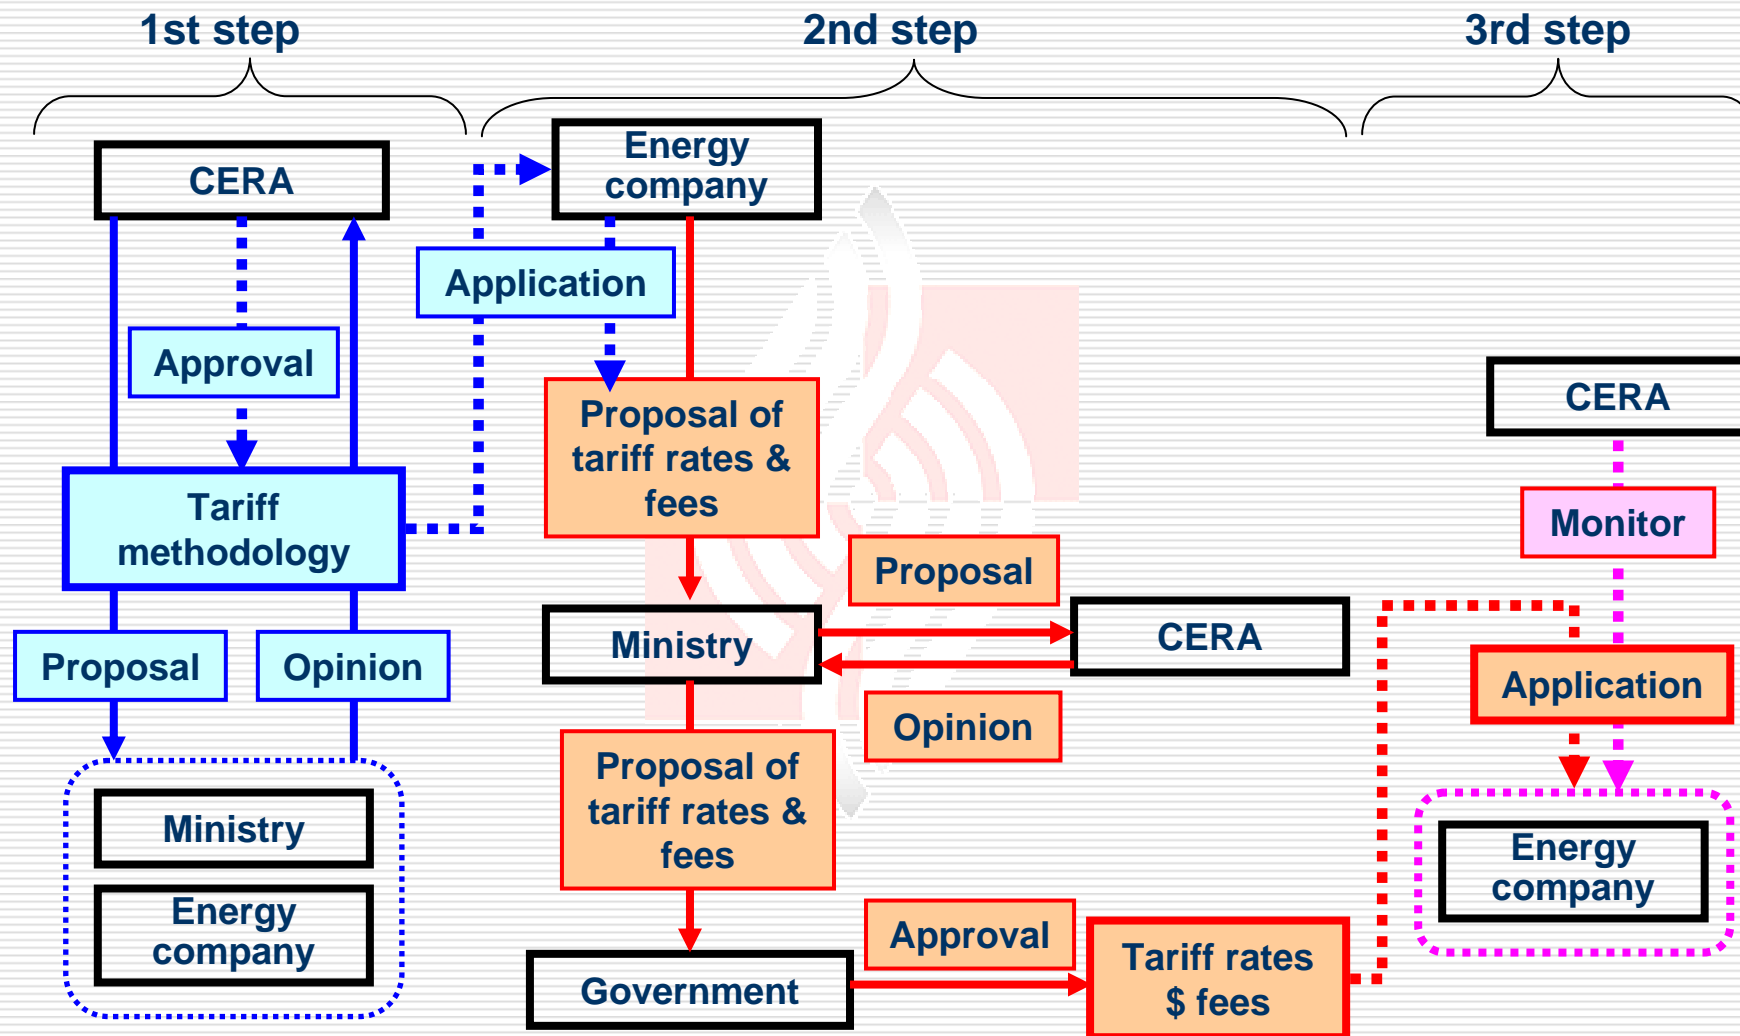 1st step
2nd step
3rd step
CERA
Approval
Tariff
methodology
Proposal
Opinion
Ministry
Energy
company
Energy
company
Application
Proposal of
tariff rates &
fees
Ministry
Proposal
CERA
Opinion
Proposal of
tariff rates &
fees
Government
Approval
Tariff rates
$ fees
CERA
Monitor
Application
Energy
company